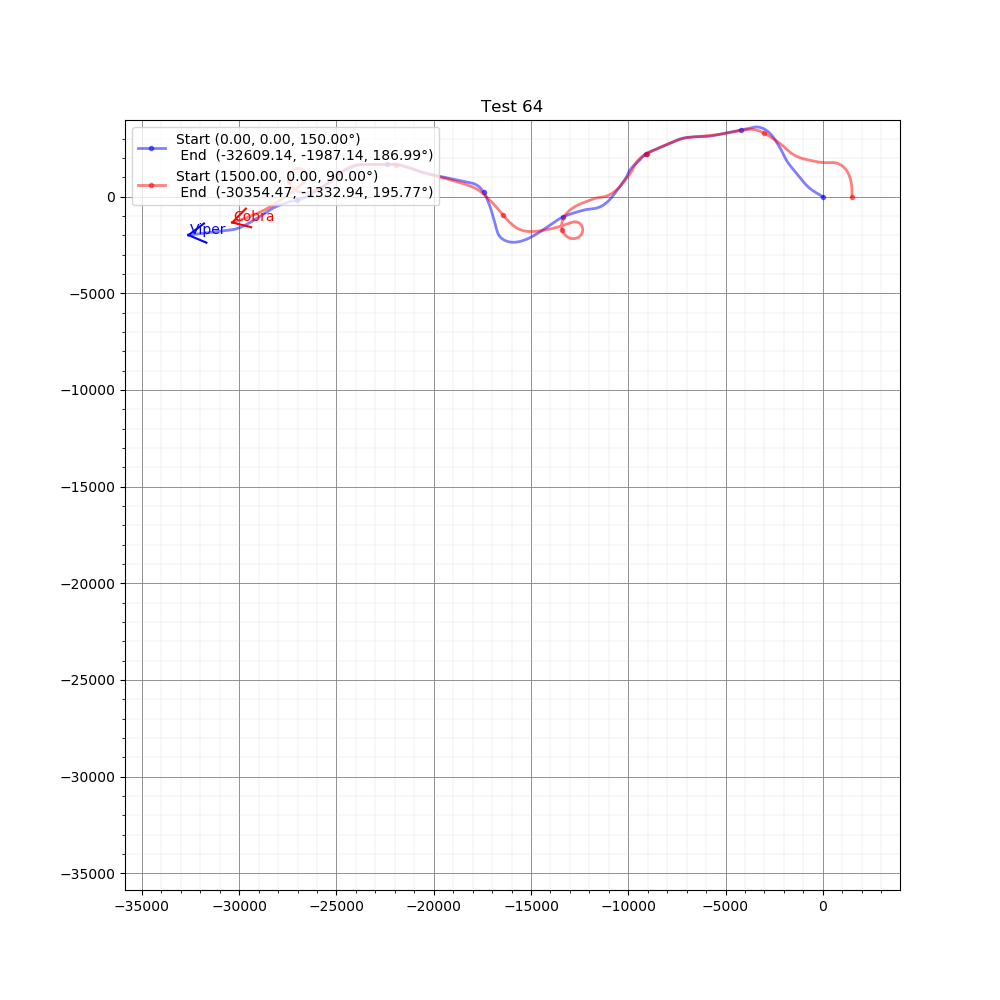 Test 64
Start (0.00, 0.00, 150.00°)
End  (-32609.14, -1987.14, 186.99°)
Start (1500.00, 0.00, 90.00°)
End  (-30354.47, -1332.94, 195.77°)
Cobra
Viper
0
−5000
−10000
−15000
−20000
−25000
−30000
−35000
−35000 −30000 −25000 −20000 −15000 −10000 −5000 0